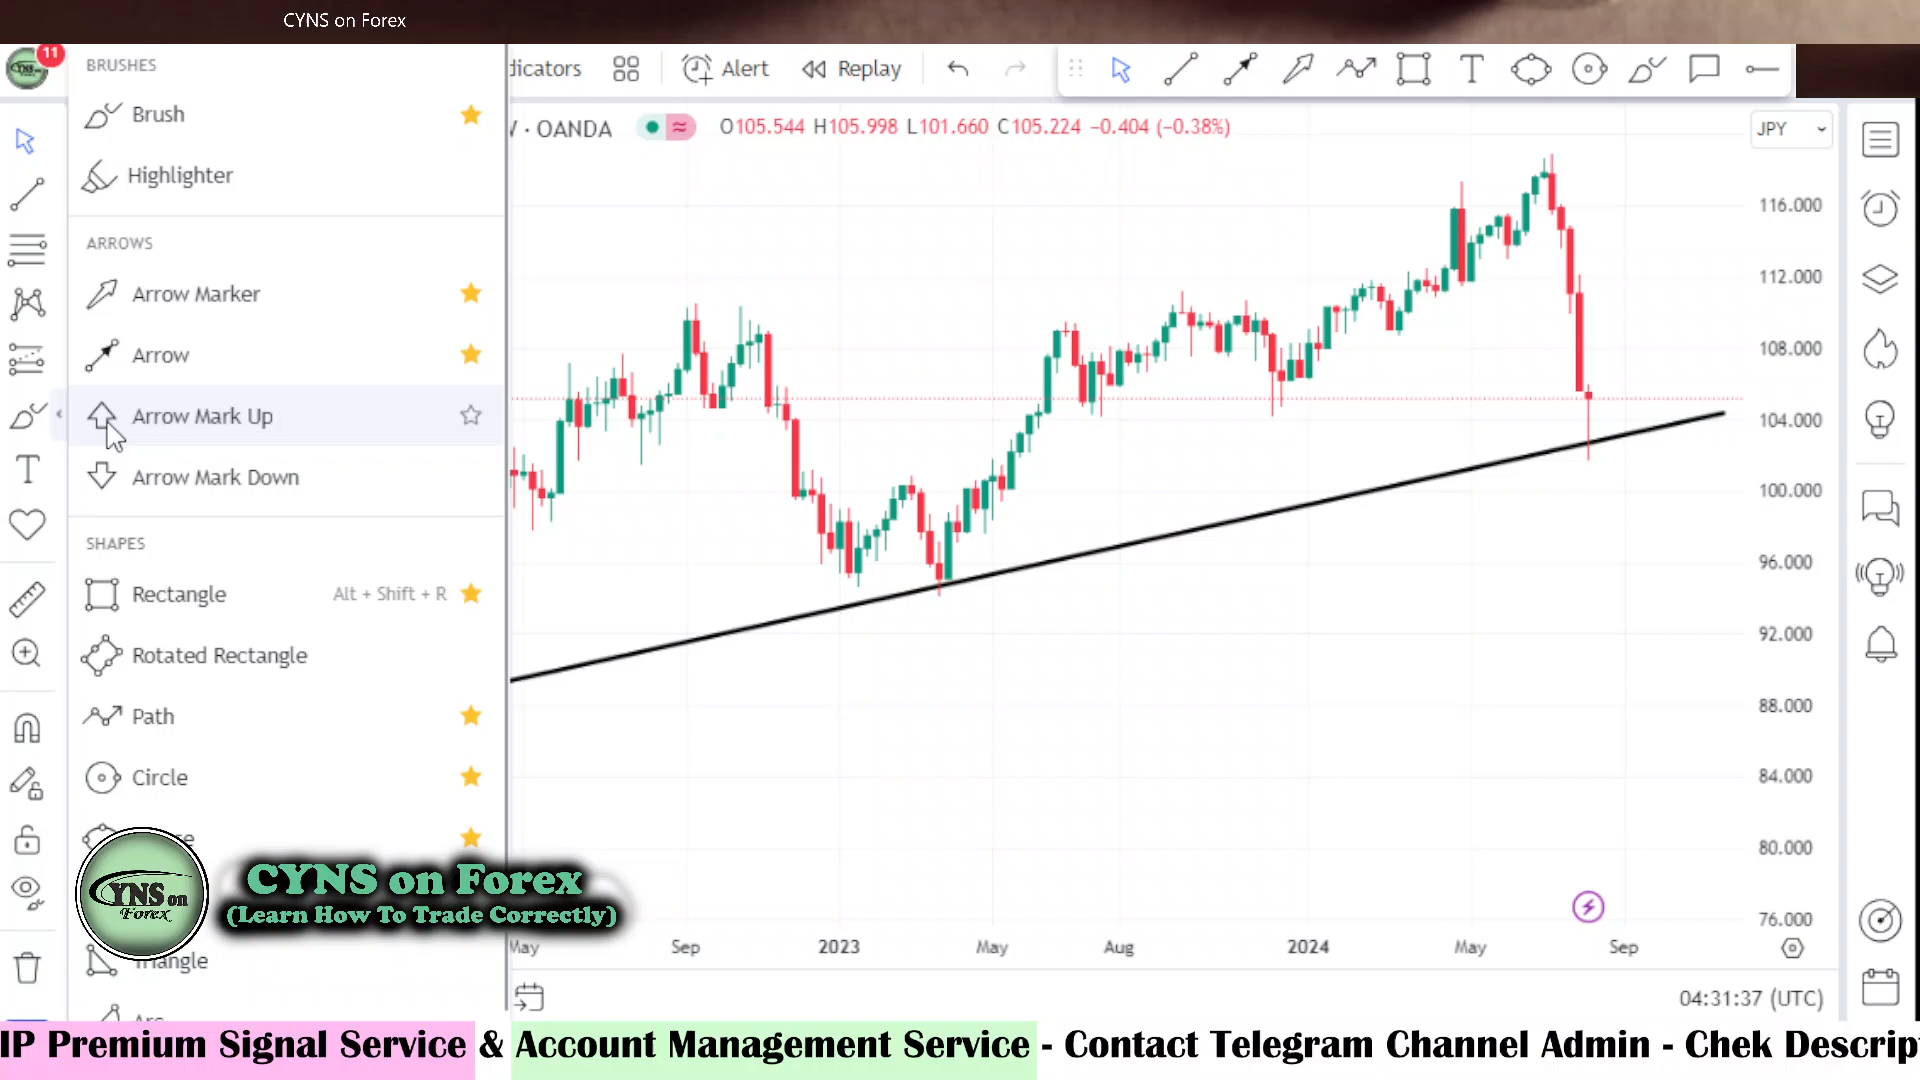 CYNS on Forex
11
BRUSHES
Brush
Highlighter
ARROWS
Arrow Marker
Arrow
Arrow Mark Up
Arrow Mark Down
SHAPES
Rectangle Alt + Shift + R
Rotated Rectangle
Path
Circle
Triangle
Arc
dicators Alert Replay
· OANDA O105.544 H105.998 L101.660 C105.224 −0.404 (−0.38%)
JPY
116.000
112.000
108.000
104.000
100.000
96.000
92.000
88.000
84.000
80.000
76.000
May Sep 2023 May Aug 2024 May Sep
04:31:37 (UTC)
CYNS on Forex
CYNS on Forex
(Learn How To Trade Correctly)
IP Premium Signal Service & Account Management Service - Contact Telegram Channel Admin - Chek Descrip